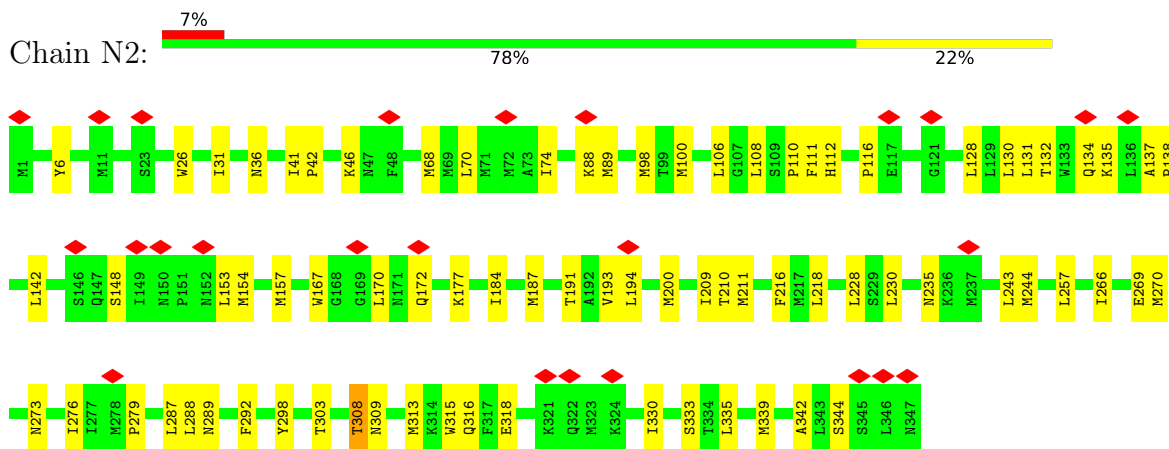 7%
Chain N2:
78% 22%
M1 Y6 M11 S23 W26 I31 N36 I41 P42 K46 N47 F48 M68 M69 L70 M71 M72 A73 I74 K88 M89 M98 T99 M100 L106 G107 L108 S109 P110 F111 H112 P116 E117 G121 L128 L129 L130 L131 T132 W133 Q134 K135 L136 A137 P138
L142 S146 Q147 S148 I149 N150 P151 N152 L153 M154 M157 W167 G168 G169 L170 N171 Q172 K177 I184 M187 T191 A192 V193 L194 M200 I209 T210 M211 F216 M217 L218 L228 S229 L230 N235 K236 M237 L243 M244 L257 I266 E269 M270
N273 I276 I277 M278 P279 L287 L288 N289 F292 Y298 T303 T308 N309 M313 K314 W315 Q316 F317 E318 K321 Q322 M323 K324 I330 S333 T334 L335 M339 A342 L343 S344 S345 L346 N347